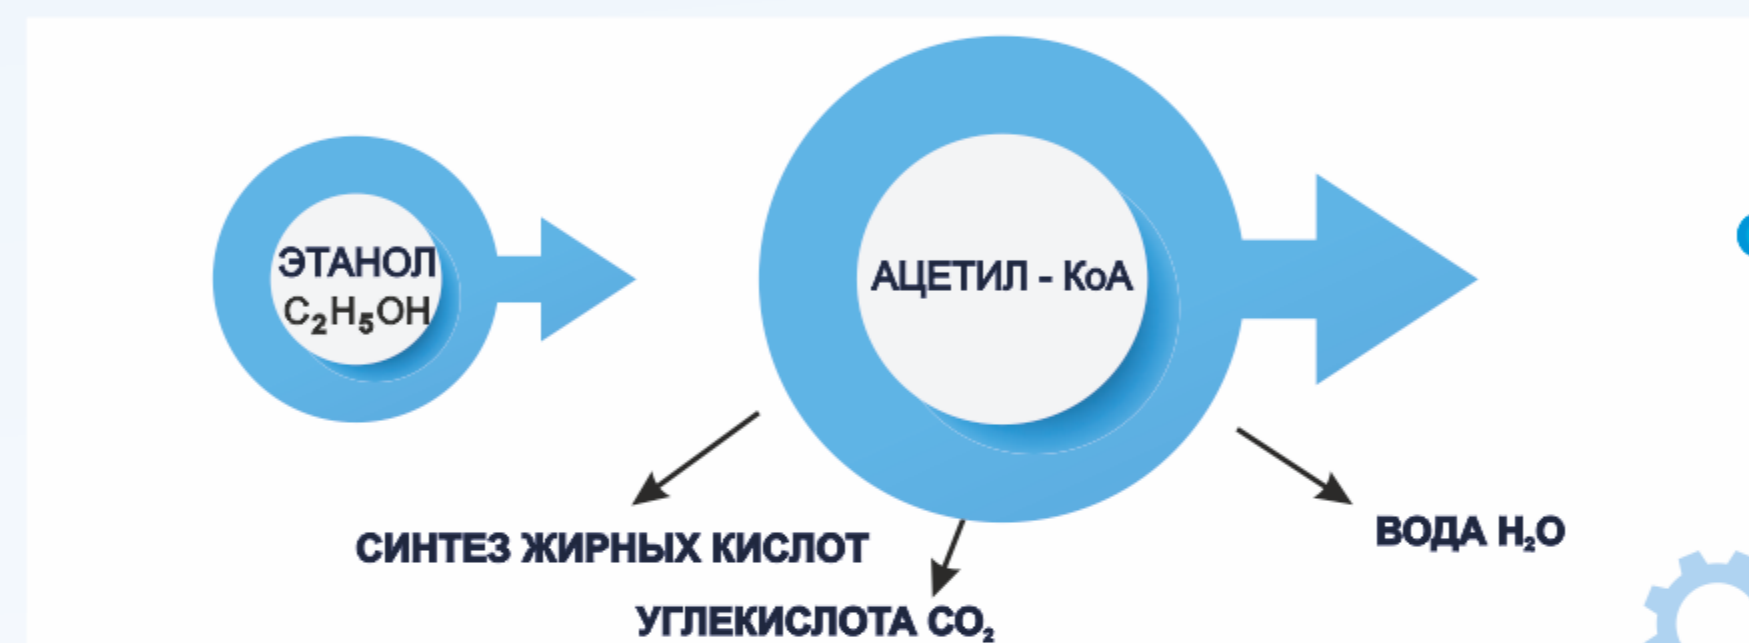 ЭТАНОЛ
C₂H₅OH
АЦЕТИЛ - КоА
СИНТЕЗ ЖИРНЫХ КИСЛОТ
УГЛЕКИСЛОТА CO₂
ВОДА H₂O